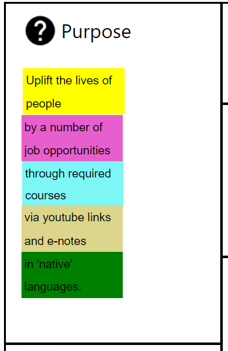 Purpose
Uplift the lives of
people
by a number of
job opportunities
through required
courses
via youtube links
and e-notes
in 'native'
languages.